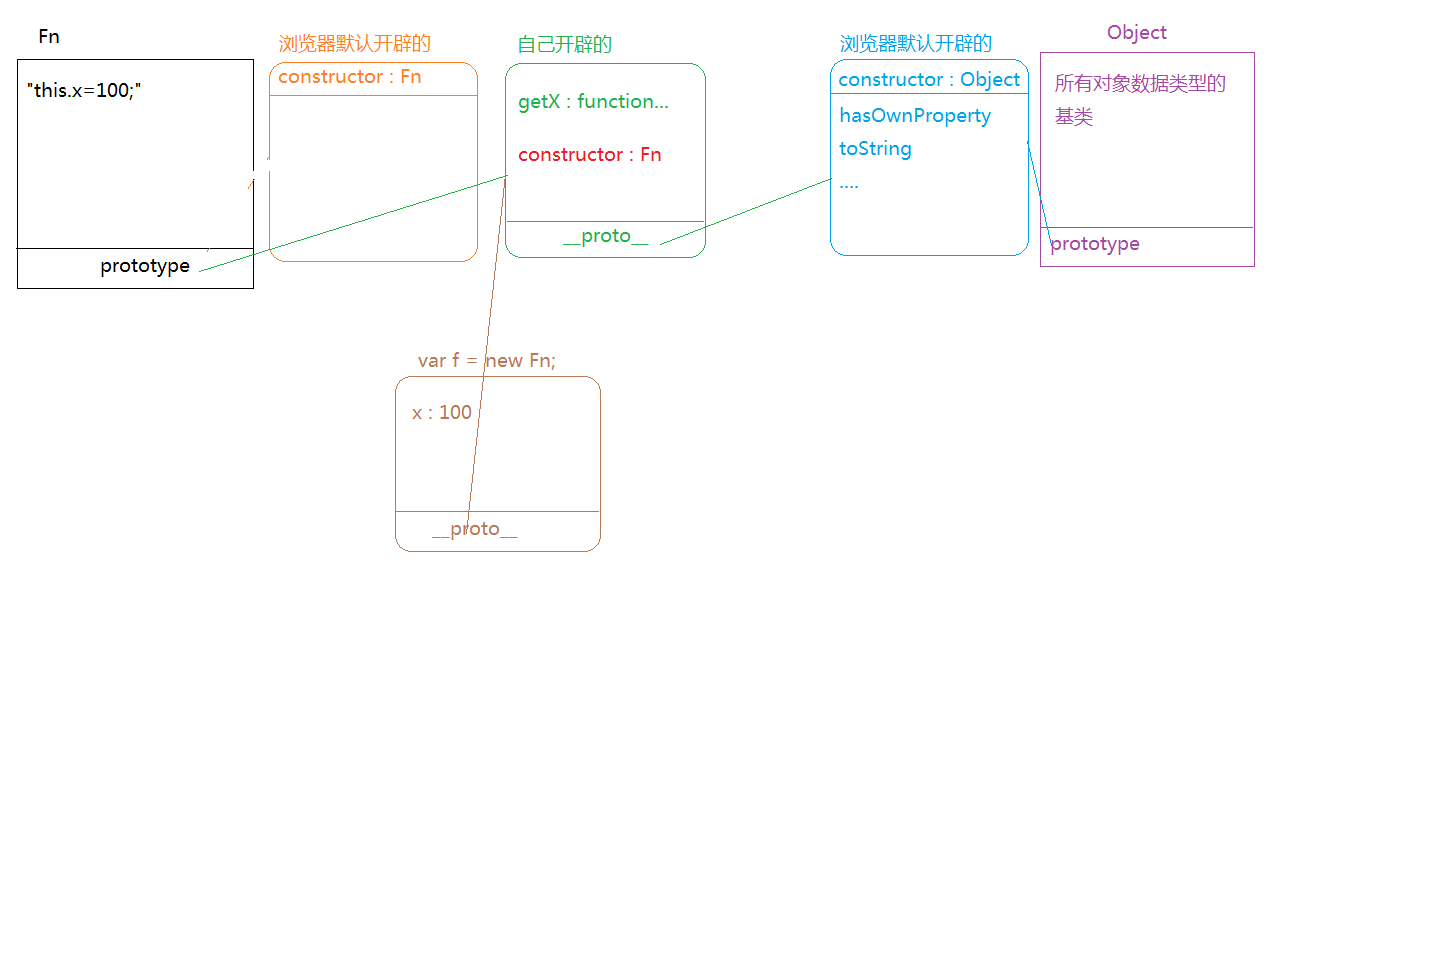 Fn
"this.x=100;"
prototype
浏览器默认开辟的
constructor : Fn
自己开辟的
getX : function...
constructor : Fn
__proto__
浏览器默认开辟的
constructor : Object
hasOwnProperty
toString
....
Object
所有对象数据类型的
基类
prototype
var f = new Fn;
x : 100
__proto__